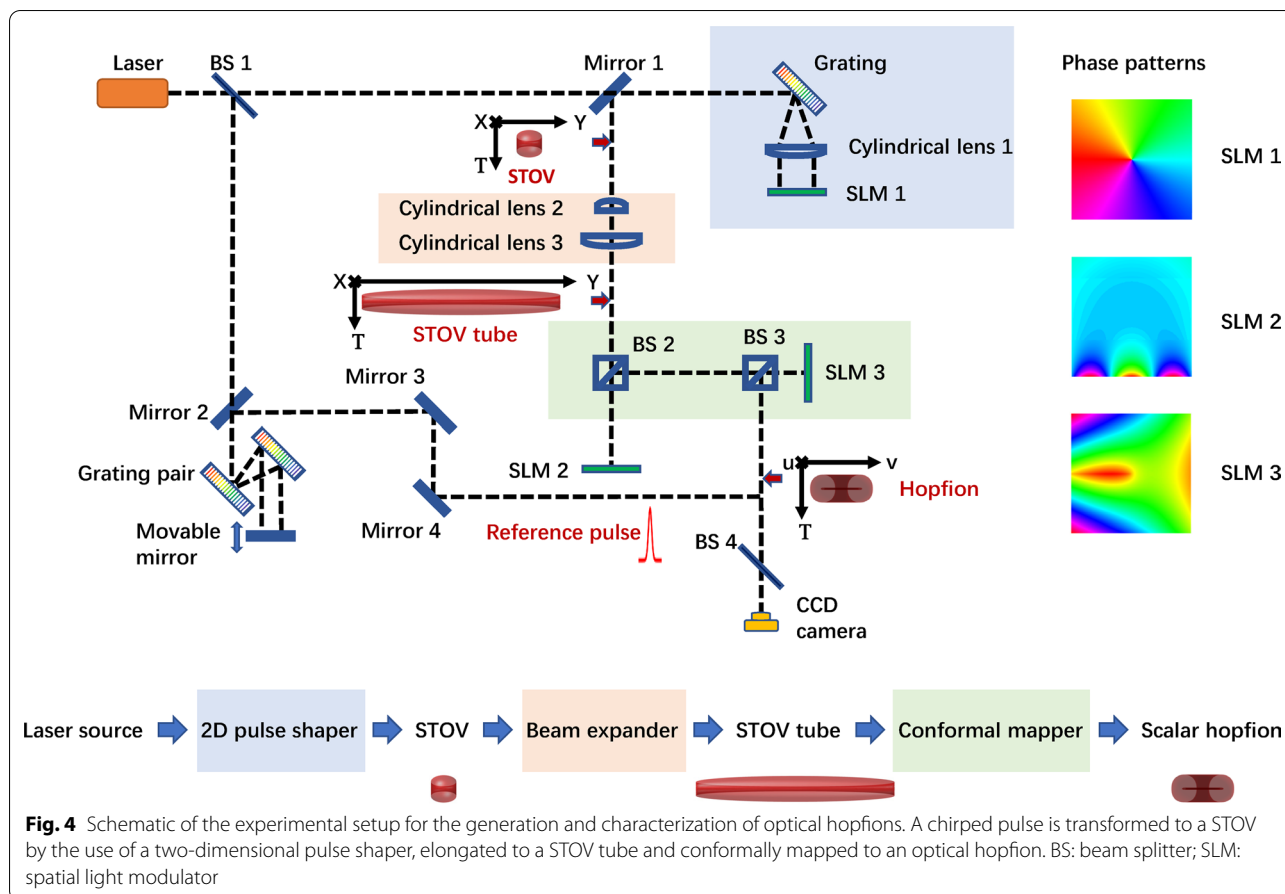 Laser
BS 1
Mirror 1
Grating
Phase patterns
X
Y
T
STOV
Cylindrical lens 1
SLM 1
SLM 1
Cylindrical lens 2
Cylindrical lens 3
X
Y
T
STOV tube
BS 2
BS 3
SLM 2
SLM 3
Mirror 3
Mirror 2
Grating pair
SLM 2
u
v
T
Hopfion
SLM 3
Movable
mirror
Mirror 4
Reference pulse
BS 4
CCD
camera
Laser source
2D pulse shaper
STOV
Beam expander
STOV tube
Conformal mapper
Scalar hopfion
Fig. 4 Schematic of the experimental setup for the generation and characterization of optical hopfions. A chirped pulse is transformed to a STOV
by the use of a two-dimensional pulse shaper, elongated to a STOV tube and conformally mapped to an optical hopfion. BS: beam splitter; SLM:
spatial light modulator